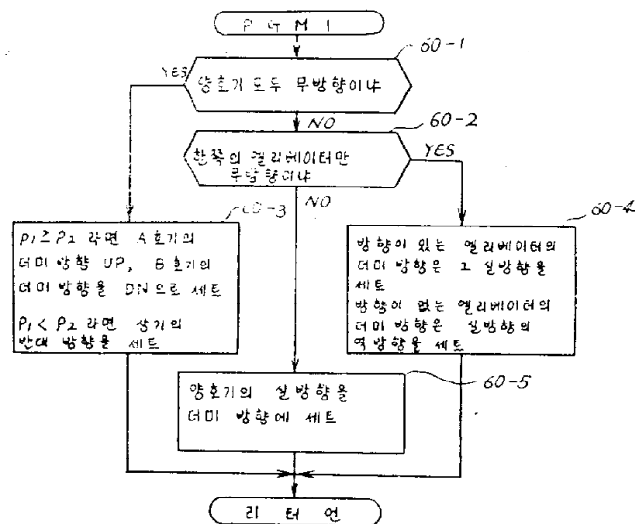 P G M 1
60-1
YES
양호기 모두 무방향이냐
NO
60-2
한쪽의 엘리베이터만
무방향이냐
YES
NO
60-3
60-4
P1≥P2 라면 A호기의
더미 방향 UP, B호기의
더미 방향을 DN으로 세트
P1<P2 라면 상기의
반대 방향을 세트
방향이 있는 엘리베이터의
더미 방향은 그 실방향을
세트
방향이 없는 엘리베이터의
더미 방향은 실방향의
역방향을 세트
60-5
양호기의 실방향을
더미 방향에 세트
리 터 언